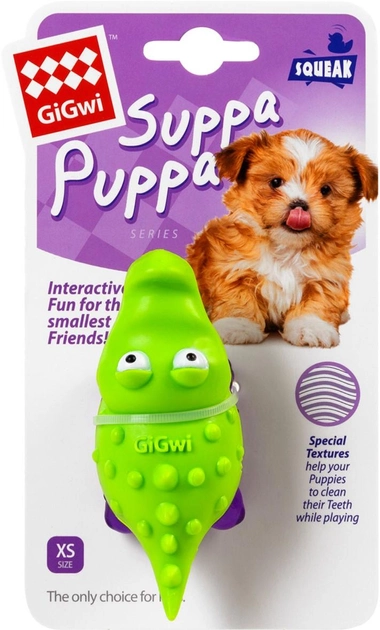 GiGwi
TM
SQUEAK
Suppa
Puppa
SERIES
Interactive
Fun for th
smallest
Friends!
GiGwi
Special
Textures
help your
Puppies
to clean
their Teeth
while playing
XS
SIZE
The only choice for